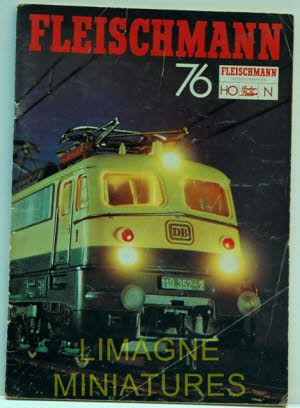 FLEISCHMANN
76
FLEISCHMANN
HO
N
DB
110 352-2
LIMAGNE
MINIATURES